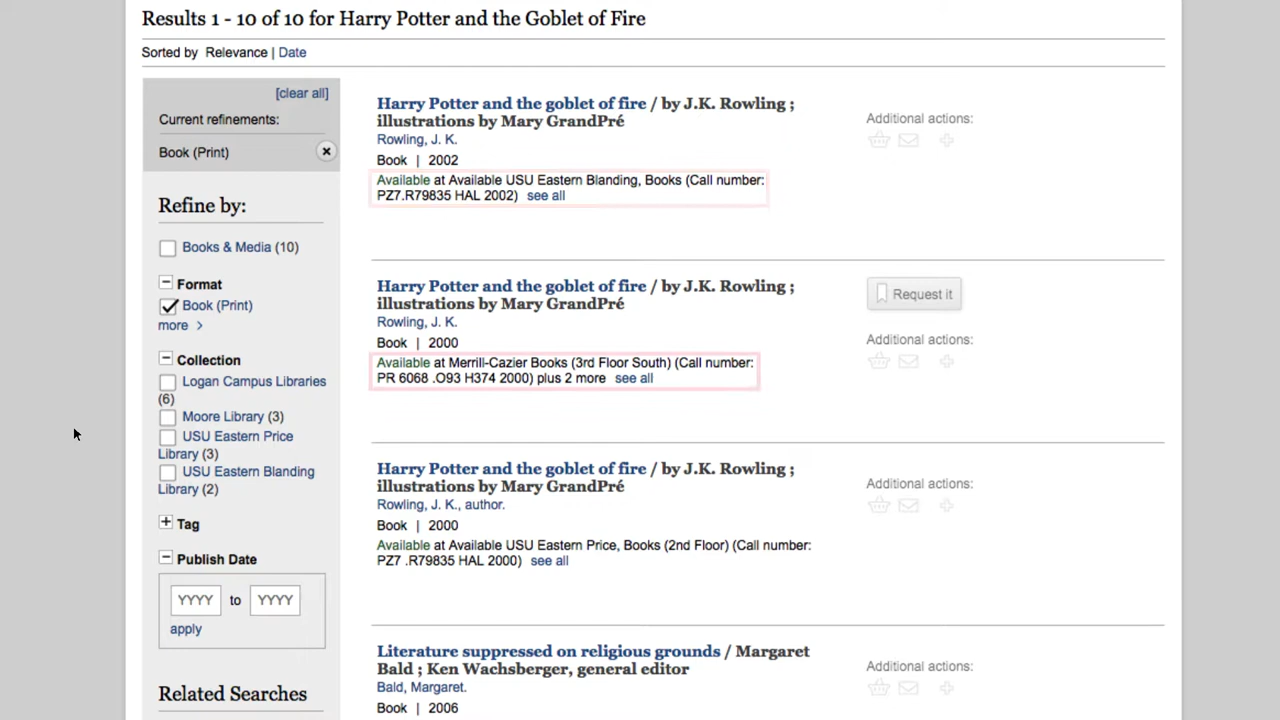 Results 1 - 10 of 10 for Harry Potter and the Goblet of Fire
Sorted by Relevance | Date
[clear all]
Current refinements:
Book (Print)
Refine by:
Books & Media (10)
Format
Book (Print)
more >
Collection
Logan Campus Libraries
(6)
Moore Library (3)
USU Eastern Price
Library (3)
USU Eastern Blanding
Library (2)
Tag
Publish Date
YYYY to YYYY
apply
Related Searches
Harry Potter and the goblet of fire / by J.K. Rowling ;
illustrations by Mary GrandPré
Rowling, J. K.
Book | 2002
Available at Available USU Eastern Blanding, Books (Call number:
PZ7.R79835 HAL 2002) see all
Additional actions:
Harry Potter and the goblet of fire / by J.K. Rowling ;
illustrations by Mary GrandPré
Rowling, J. K.
Book | 2000
Available at Merrill-Cazier Books (3rd Floor South) (Call number:
PR 6068 .O93 H374 2000) plus 2 more see all
Request it
Additional actions:
Harry Potter and the goblet of fire / by J.K. Rowling ;
illustrations by Mary GrandPré
Rowling, J. K., author.
Book | 2000
Available at Available USU Eastern Price, Books (2nd Floor) (Call number:
PZ7 .R79835 HAL 2000) see all
Additional actions:
Literature suppressed on religious grounds / Margaret
Bald ; Ken Wachsberger, general editor
Bald, Margaret.
Book | 2006
Additional actions: